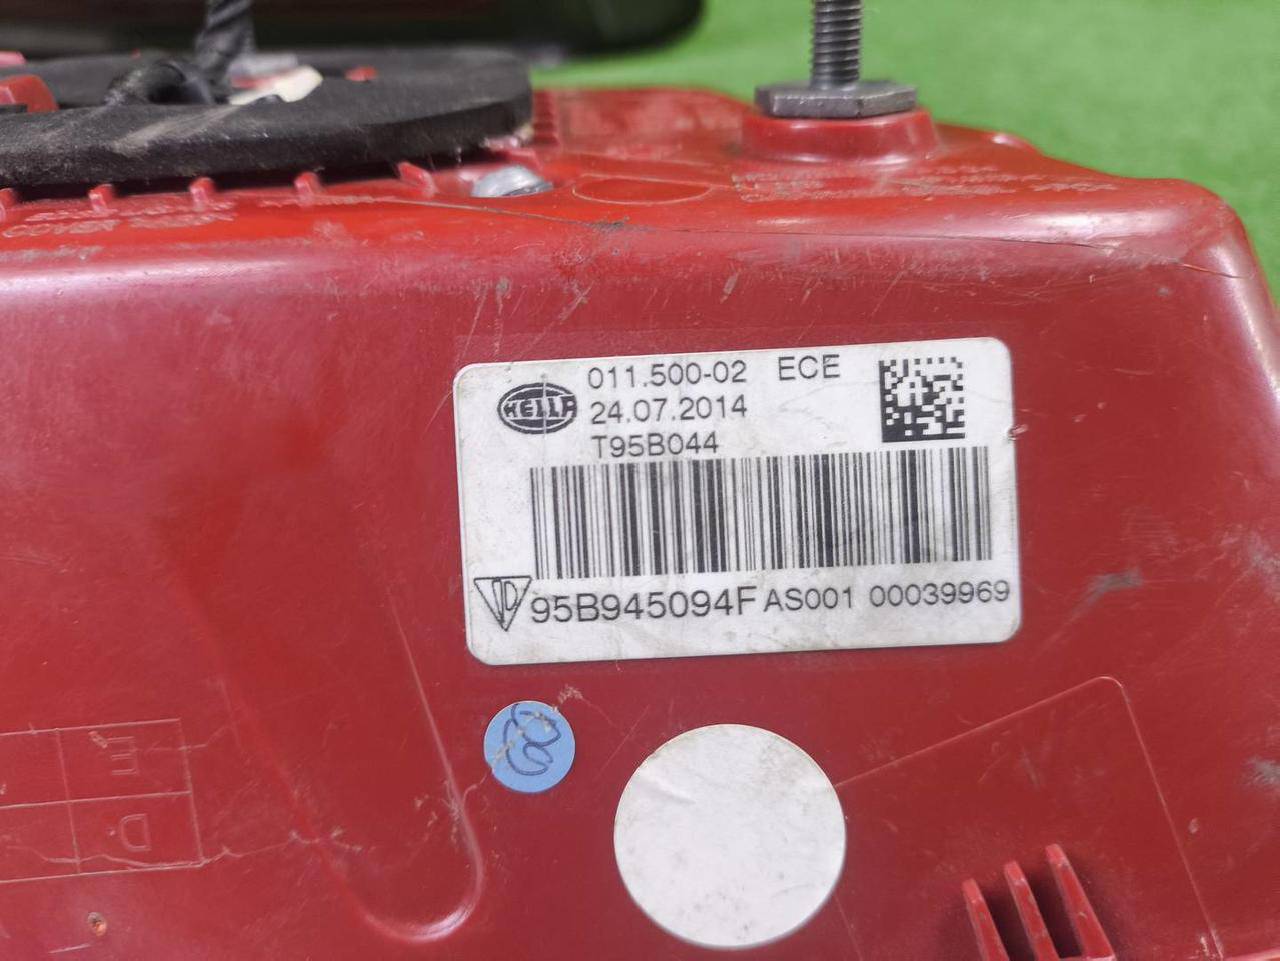 HELLA
011.500-02 ECE
24.07.2014
T95B044
95B945094F AS001 00039969
E
D